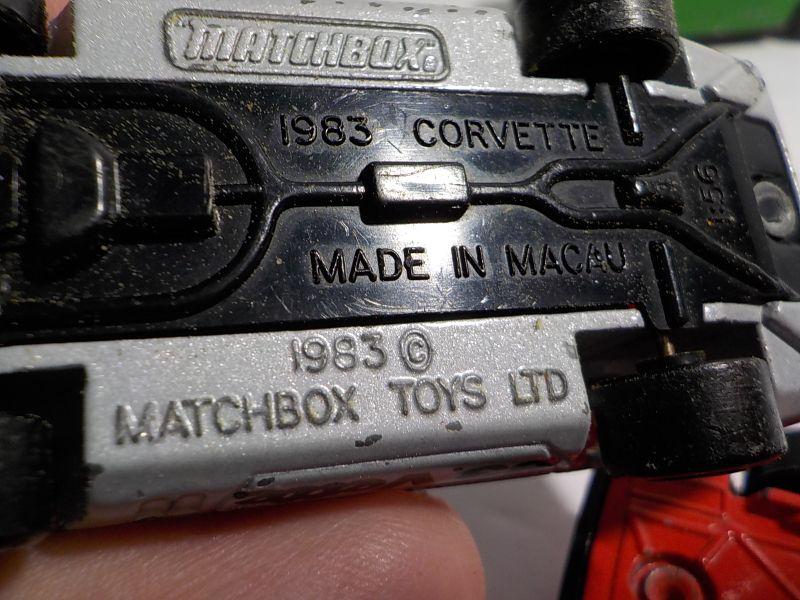 MATCHBOX®
1983 CORVETTE
1:56
MADE IN MACAU
1983 ©
MATCHBOX TOYS LTD